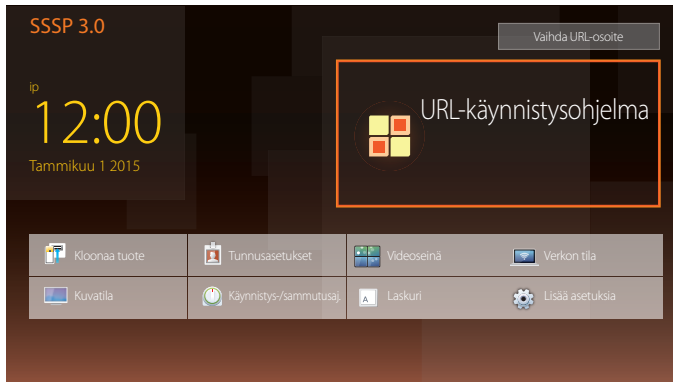 SSSP 3.0
Vaihda URL-osoite
ip
12:00
Tammikuu 1 2015
URL-käynnistysohjelma
Kloonaa tuote
Tunnusasetukset
Videoseinä
Verkon tila
Kuvatila
Käynnistys-/sammutusaj.
A
Laskuri
Lisää asetuksia